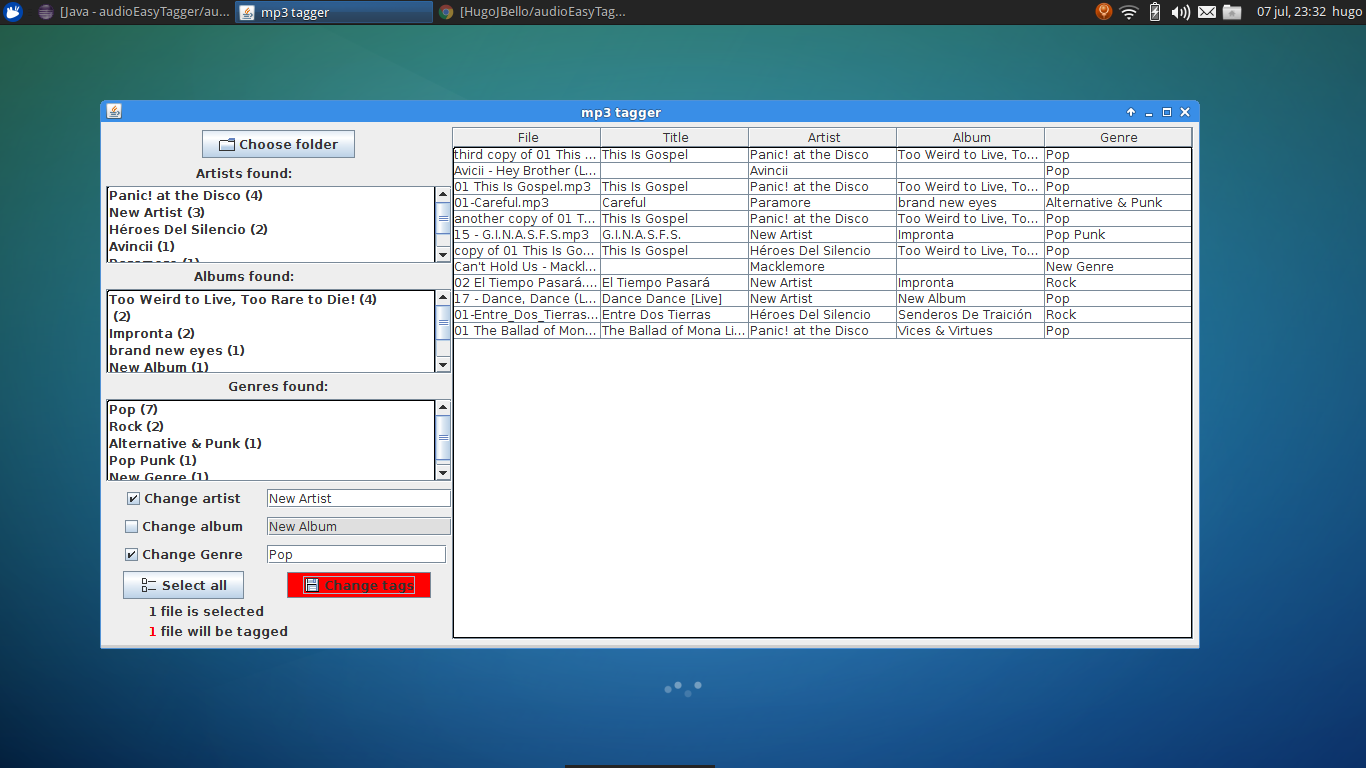 [Java - audioEasyTagger/au... mp3 tagger [HugoJBello/audioEasyTag... 07 jul, 23:32 hugo
mp3 tagger
Choose folder
Artists found:
Panic! at the Disco (4)
New Artist (3)
Héroes Del Silencio (2)
Avincii (1)
Paramore (1)
Albums found:
Too Weird to Live, Too Rare to Die! (4)
(2)
Impronta (2)
brand new eyes (1)
New Album (1)
Genres found:
Pop (7)
Rock (2)
Alternative & Punk (1)
Pop Punk (1)
New Genre (1)
Change artist New Artist
Change album New Album
Change Genre Pop
Select all Change tags
1 file is selected
1 file will be tagged
File Title Artist Album Genre
third copy of 01 This ... This Is Gospel Panic! at the Disco Too Weird to Live, To... Pop
Avicii - Hey Brother (L... Avincii Pop
01 This Is Gospel.mp3 This Is Gospel Panic! at the Disco Too Weird to Live, To... Pop
01-Careful.mp3 Careful Paramore brand new eyes Alternative & Punk
another copy of 01 T... This Is Gospel Panic! at the Disco Too Weird to Live, To... Pop
15 - G.I.N.A.S.F.S.mp3 G.I.N.A.S.F.S. New Artist Impronta Pop Punk
copy of 01 This Is Go... This Is Gospel Héroes Del Silencio Too Weird to Live, To... Pop
Can't Hold Us - Mackl... Macklemore New Genre
02 El Tiempo Pasará.... El Tiempo Pasará New Artist Impronta Rock
17 - Dance, Dance (L... Dance Dance [Live] New Artist New Album Pop
01-Entre_Dos_Tierras... Entre Dos Tierras Héroes Del Silencio Senderos De Traición Rock
01 The Ballad of Mon... The Ballad of Mona Li... Panic! at the Disco Vices & Virtues Pop